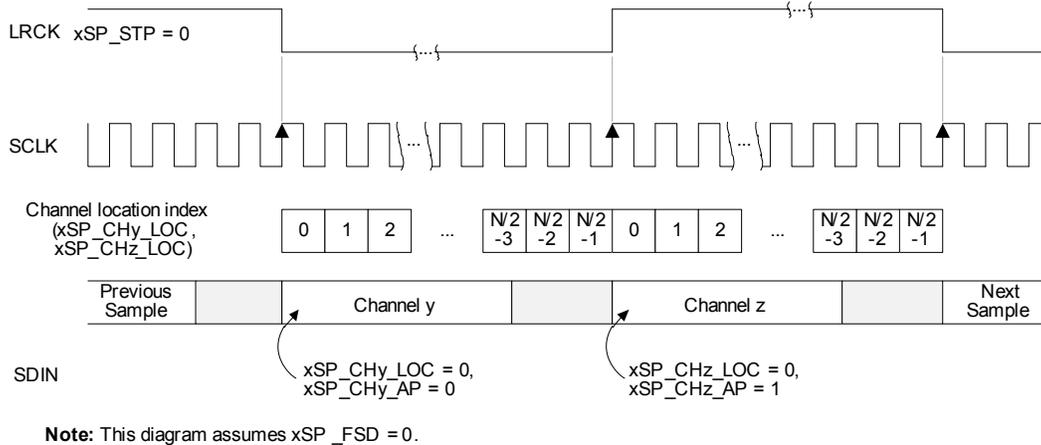 LRCK xSP_STP = 0
...
...
SCLK
...
...
Channel location index
(xSP_CHy_LOC,
xSP_CHz_LOC)
0 1 2 ... N/2 -3 N/2 -2 N/2 -1 0 1 2 ... N/2 -3 N/2 -2 N/2 -1
Previous
Sample
Channel y
Channel z
Next
Sample
SDIN
xSP_CHy_LOC = 0,
xSP_CHy_AP = 0
xSP_CHz_LOC = 0,
xSP_CHz_AP = 1
Note: This diagram assumes xSP _FSD = 0.